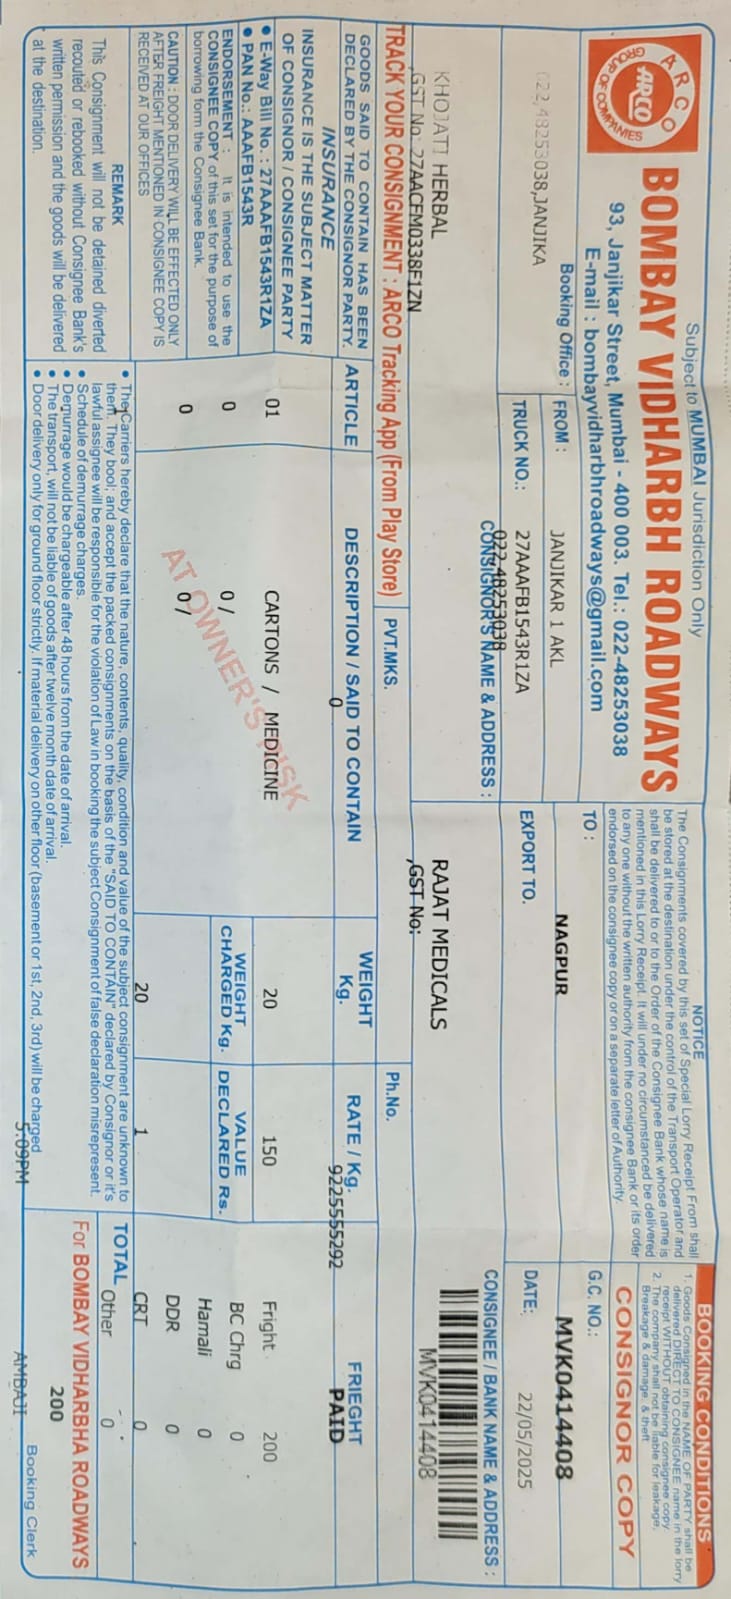 ARCO
ARCO
GROUP OF COMPANIES
Subject to MUMBAI Jurisdiction Only
BOMBAY VIDHARBH ROADWAYS
93, Janjikar Street, Mumbai - 400 003. Tel.: 022-48253038
E-mail : bombayvidharbhroadways@gmail.com
NOTICE
The Consignments covered by this set of Special Lorry Receipt From shall
be stored at the destination under the control of the Transport Operator and
shall be delivered to or to the Order of the Consignee Bank whose name is
mentioned in this Lorry Receipt. It will under no circumstanced be delivered
to any one without the written authority from the consignee Bank or its order
endorsed on the consignee copy or on a separate letter of Authority.
BOOKING CONDITIONS
1. Goods Consigned in the NAME OF PARTY shall be
delivered DIRECT TO CONSIGNEE name in the lorry
receipt WITHOUT obtaining consignee copy.
2. The company shall not be liable for leakage,
Breakage & damage, & theft
CONSIGNOR COPY
Booking Office :
022,48253038,JANJIKA
FROM :
JANJIKAR 1 AKL
TO :
NAGPUR
G.C. NO.:
MVK0414408
TRUCK NO.:
27AAAFB1543R1ZA
EXPORT TO.
DATE:
22/05/2025
022-48253038
CONSIGNOR'S NAME & ADDRESS :
CONSIGNEE / BANK NAME & ADDRESS :
KHOJATI HERBAL
RAJAT MEDICALS
MVK0414408
,GST No: 27AACFM0338F1ZN
,GST No:
TRACK YOUR CONSIGNMENT : ARCO Tracking App (From Play Store)
PVT.MKS.
Ph.No.
GOODS SAID TO CONTAIN HAS BEEN
DECLARED BY THE CONSIGNOR PARTY.
INSURANCE
INSURANCE IS THE SUBJECT MATTER
OF CONSIGNOR / CONSIGNEE PARTY
• E-Way Bill No. : 27AAAFB1543R1ZA
• PAN No.: AAAFB1543R
ENDORSEMENT : It is intended to use the
CONSIGNEE COPY of this set for the purpose of
borrowing form the Consignee Bank.
CAUTION : DOOR DELIVERY WILL BE EFFECTED ONLY
AFTER FREIGHT MENTIONED IN CONSIGNEE COPY IS
RECEIVED AT OUR OFFICES
REMARK
This Consignment will not be detained diverted
recouted or rebooked without Consignee Bank's
written permission and the goods will be delivered
at the destination.
ARTICLE
DESCRIPTION / SAID TO CONTAIN
0
WEIGHT
Kg.
RATE / Kg.
9225555292
FRIEGHT
PAID
01
CARTONS / MEDICINE
20
150
Fright 200
0
0 /
WEIGHT
CHARGED Kg.
VALUE
DECLARED Rs.
BC Chrg 0
Hamali 0
0
0 /
DDR 0
20
1
CRT 0
AT OWNER'S RISK
TOTAL
Other 0
• The Carriers hereby declare that the nature, contents, quality, condition and value of the subject consignment are unknown to
them. They bool; and accept the packed consignments on the basis of the "SAID TO CONTAIN" declared by Consignor or it's
lawful assignee will be responsible for the violation of Law in booking the subject Consignment of false declaration misrepresent.
• Schedule of demurrage charges.
• Demurrage would be chargeable after 48 hours from the date of arrival.
• The transport, will not be liable of goods after twelve month date of arrival.
• Door delivery only for ground floor strictly. If material delivery on other floor (basement or 1st, 2nd, 3rd) will be charged
5:09PM
For BOMBAY VIDHARBHA ROADWAYS
200
AMBAJI
Booking Clerk